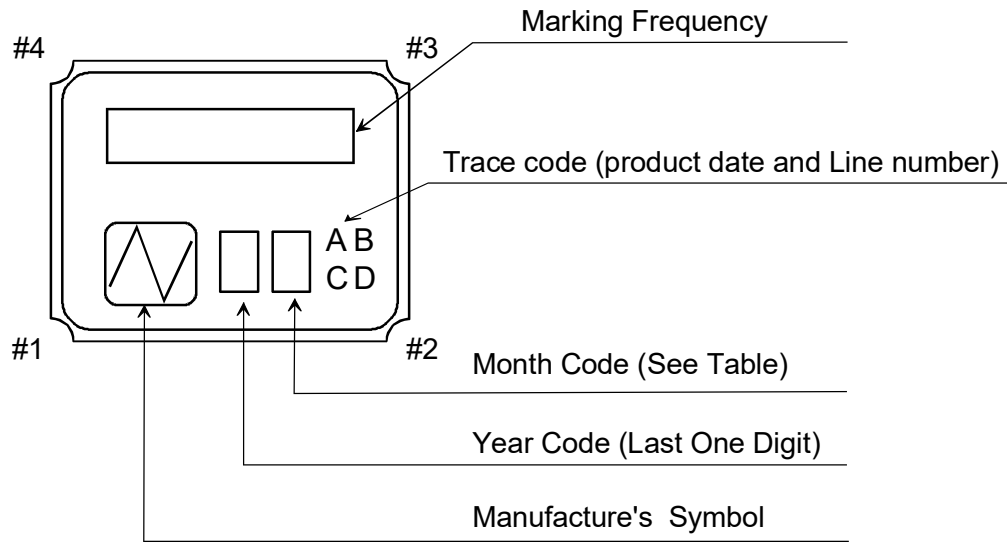 Marking Frequency
#4
#3
Trace code (product date and Line number)
A B
C D
#1
#2
Month Code (See Table)
Year Code (Last One Digit)
Manufacture's Symbol